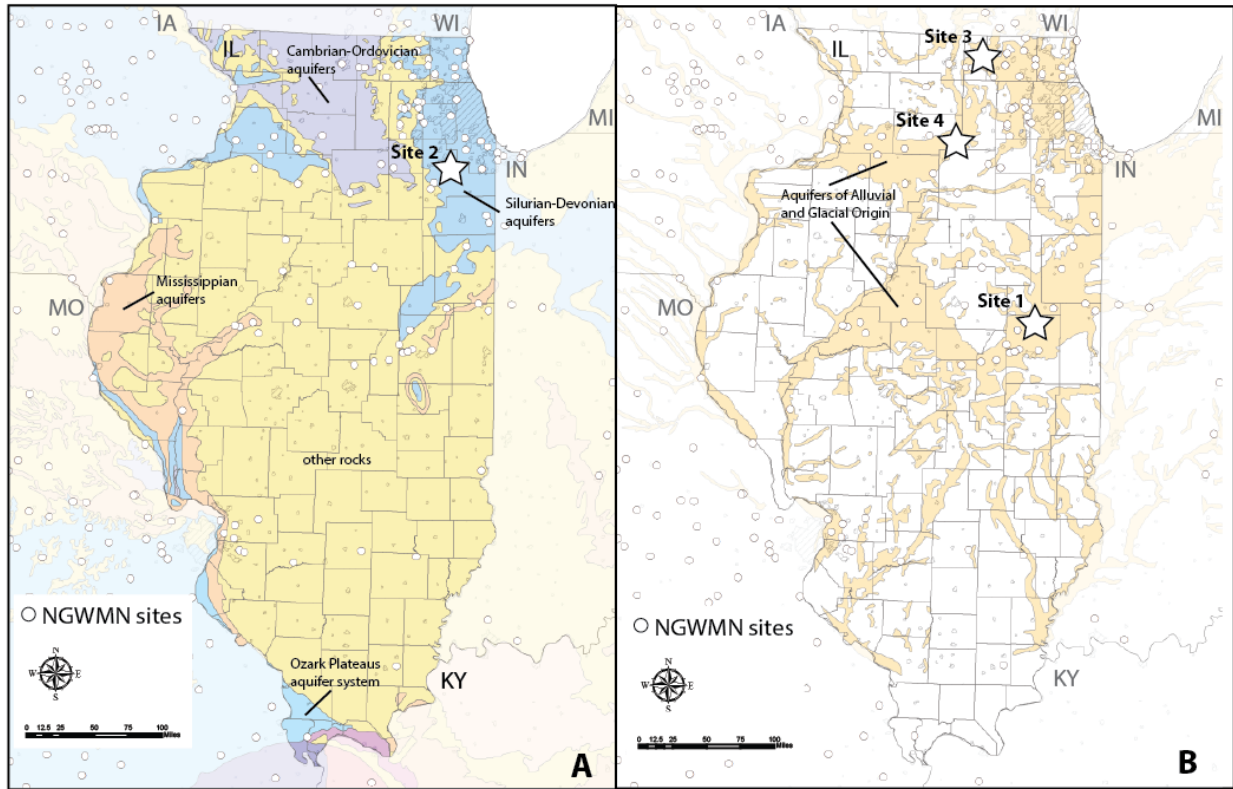 IA
WI
IL
Cambrian-Ordovician
aquifers
MI
Site 2
IN
Silurian-Devonian
aquifers
Mississippian
aquifers
MO
other rocks
NGWMN sites
Ozark Plateaus
aquifer system
KY
N
W E
S
0 12.5 25 50 75 100
Miles
A
IA
WI
Site 3
IL
Site 4
MI
IN
Aquifers of Alluvial
and Glacial Origin
Site 1
MO
NGWMN sites
KY
N
W E
S
0 12.5 25 50 75 100
Miles
B